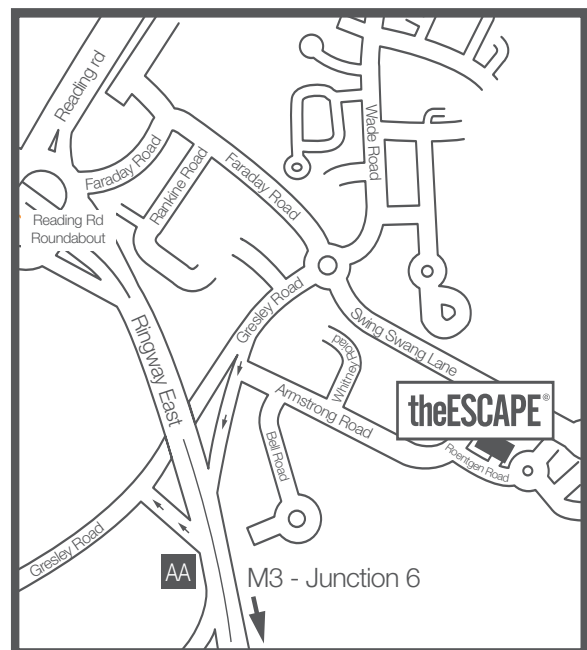 Reading rd
Wade Road
Faraday Road
Rankine Road
Faraday Road
Reading Rd
Roundabout
Gresley Road
Swing Swang Lane
Ringway East
Whitney Road
Armstrong Road
theESCAPE®
Bell Road
Roentgen Road
Gresley Road
AA
M3 - Junction 6